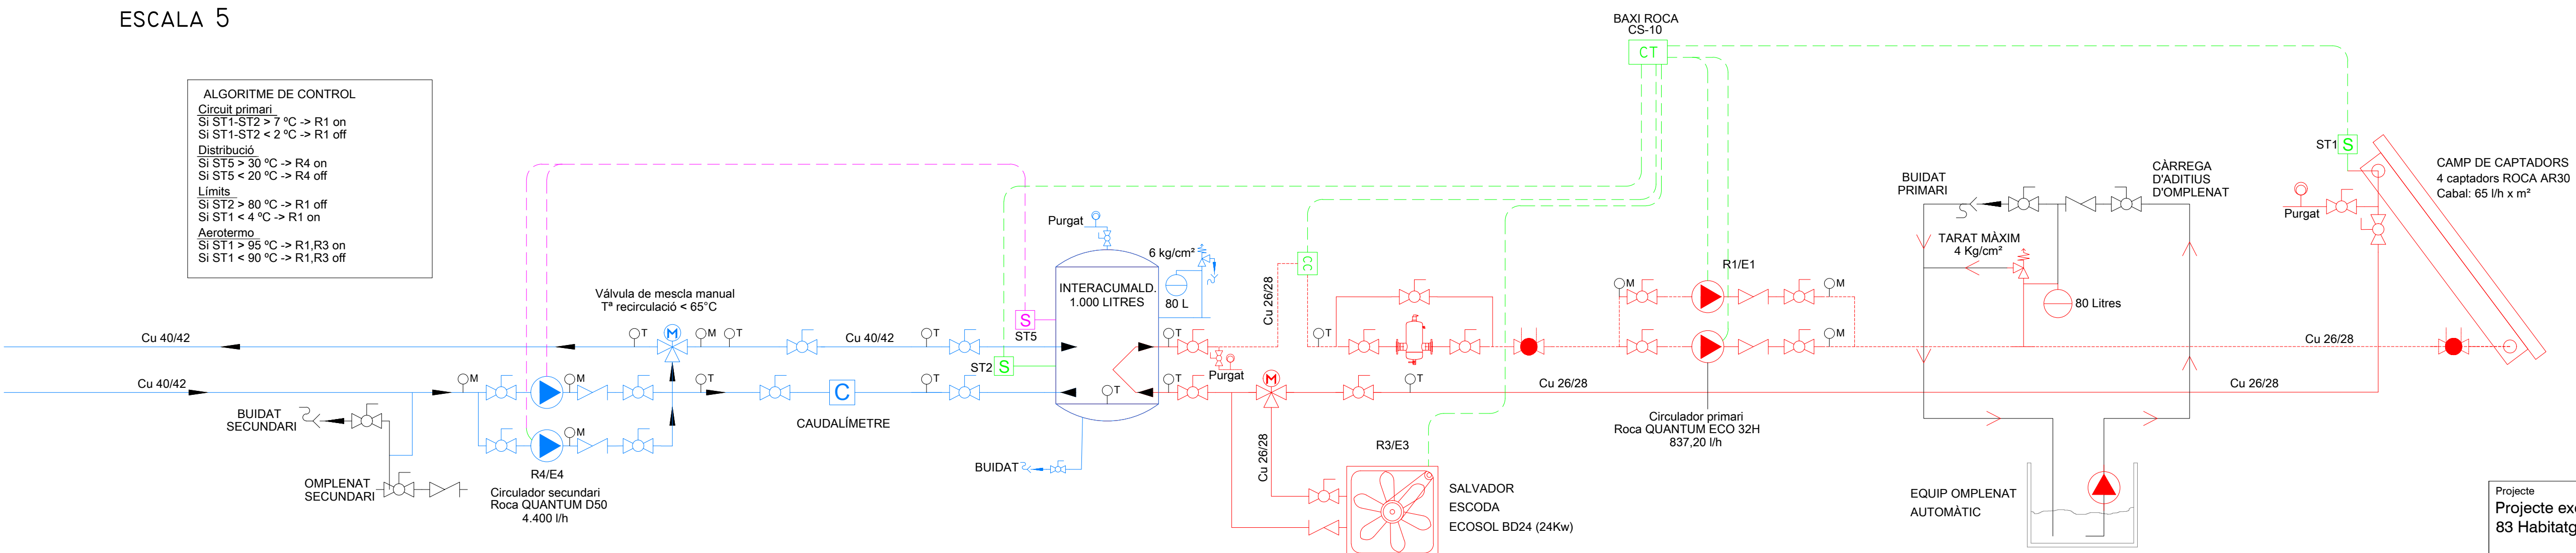 ESCALA 5
ALGORITME DE CONTROL
Circuit primari
Si ST1-ST2 > 7 ºC -> R1 on
Si ST1-ST2 < 2 ºC -> R1 off
Distribució
Si ST5 > 30 ºC -> R4 on
Si ST5 < 20 ºC -> R4 off
Límits
Si ST2 > 80 ºC -> R1 off
Si ST1 < 4 ºC -> R1 on
Aerotermo
Si ST1 > 95 ºC -> R1,R3 on
Si ST1 < 90 ºC -> R1,R3 off
Cu 40/42
Cu 40/42
BUIDAT
SECUNDARI
OMPLENAT
SECUNDARI
M
M
M
R4/E4
Circulador secundari
Roca QUANTUM D50
4.400 l/h
Válvula de mescla manual
Tª recirculació < 65°C
T
M
M
T
T
Cu 40/42
T
T
C
CAUDALÍMETRE
S
ST5
ST2
S
Purgat
6 kg/cm²
80 L
INTERACUMALD.
1.000 LITRES
T
BUIDAT
T
T
Purgat
Cu 26/28
CC
T
M
T
Cu 26/28
Cu 26/28
R3/E3
SALVADOR
ESCODA
ECOSOL BD24 (24Kw)
BAXI ROCA
CS-10
CT
R1/E1
M
M
M
Circulador primari
Roca QUANTUM ECO 32H
837,20 l/h
BUIDAT
PRIMARI
TARAT MÀXIM
4 Kg/cm²
80 Litres
CÀRREGA
D'ADITIUS
D'OMPLENAT
EQUIP OMPLENAT
AUTOMÀTIC
Cu 26/28
Cu 26/28
ST1
S
Purgat
CAMP DE CAPTADORS
4 captadors ROCA AR30
Cabal: 65 l/h x m²
Projecte
Projecte exe
83 Habitatg